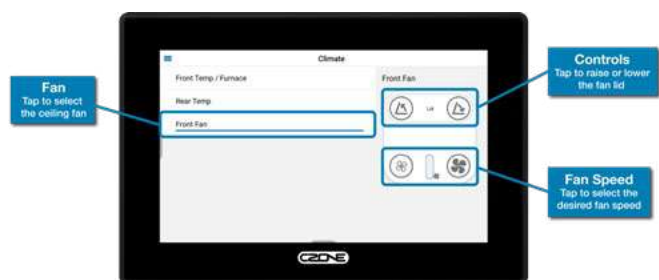 Climate
Front Temp / Furnace
Rear Temp
Front Fan
Front Fan
Lid
Fan
Tap to select
the ceiling fan
Controls
Tap to raise or lower
the fan lid
Fan Speed
Tap to select the
desired fan speed
CZONE